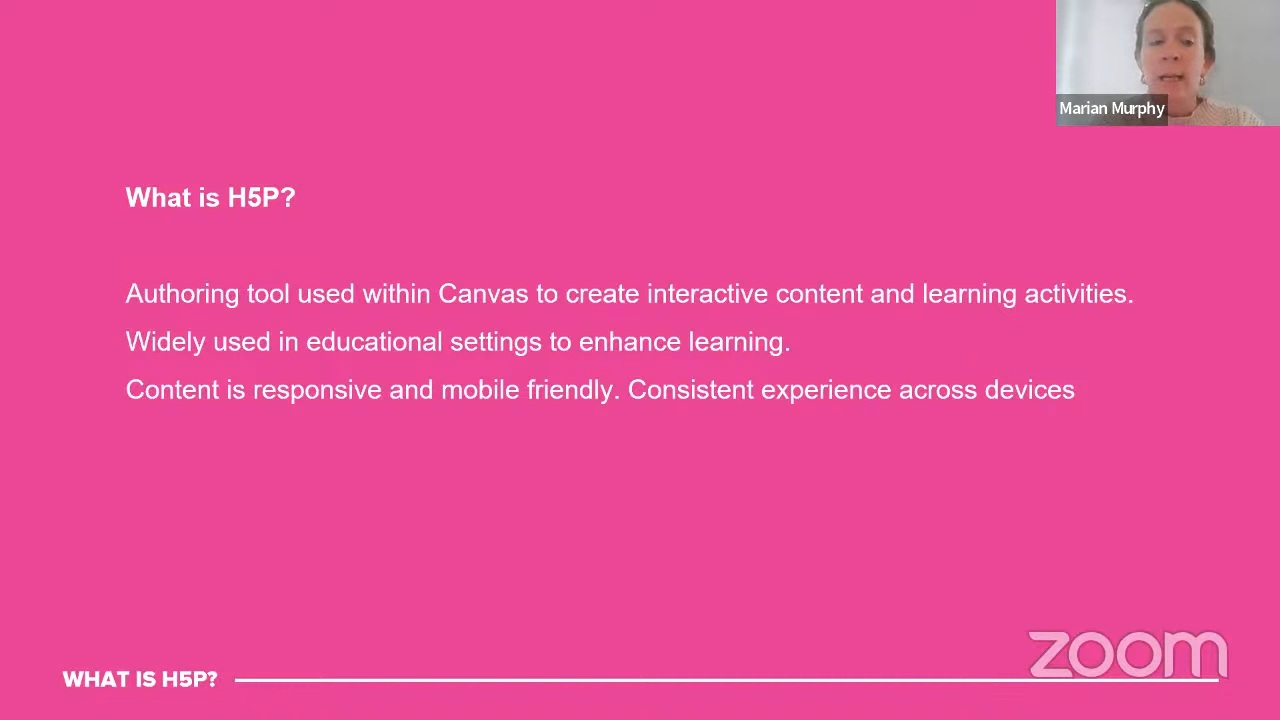 Marian Murphy
What is H5P?
Authoring tool used within Canvas to create interactive content and learning activities.
Widely used in educational settings to enhance learning.
Content is responsive and mobile friendly. Consistent experience across devices
WHAT IS H5P?
zoom